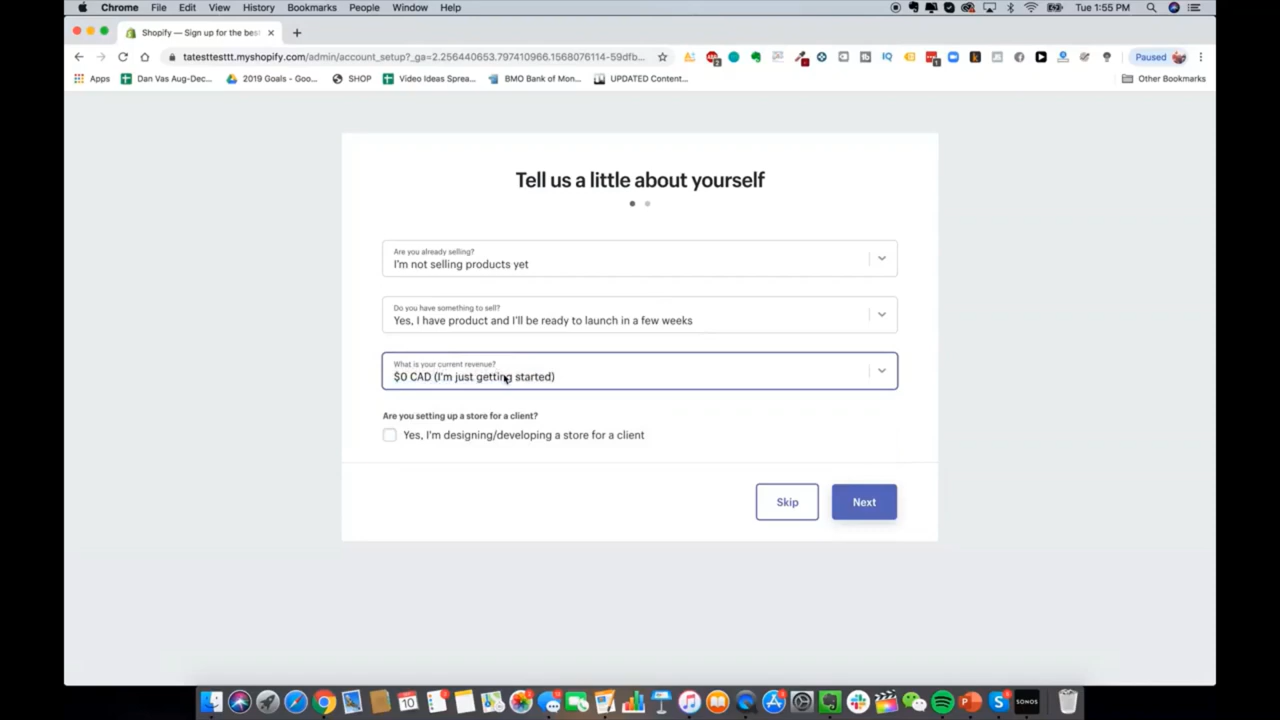 Chrome File Edit View History Bookmarks People Window Help Tue 1:55 PM
Shopify — Sign up for the bes
tatesttesttt.myshopify.com/admin/account_setup?_ga=2.256440653.797410966.1568076114-59dfb... Paused
Apps Dan Vas Aug-Dec... 2019 Goals - Goo... SHOP Video Ideas Sprea... BMO Bank of Mon... UPDATED Content... Other Bookmarks
Tell us a little about yourself
Are you already selling?
I'm not selling products yet
Do you have something to sell?
Yes, I have product and I'll be ready to launch in a few weeks
What is your current revenue?
$0 CAD (I'm just getting started)
Are you setting up a store for a client?
Yes, I'm designing/developing a store for a client
Skip Next
10
SONOS